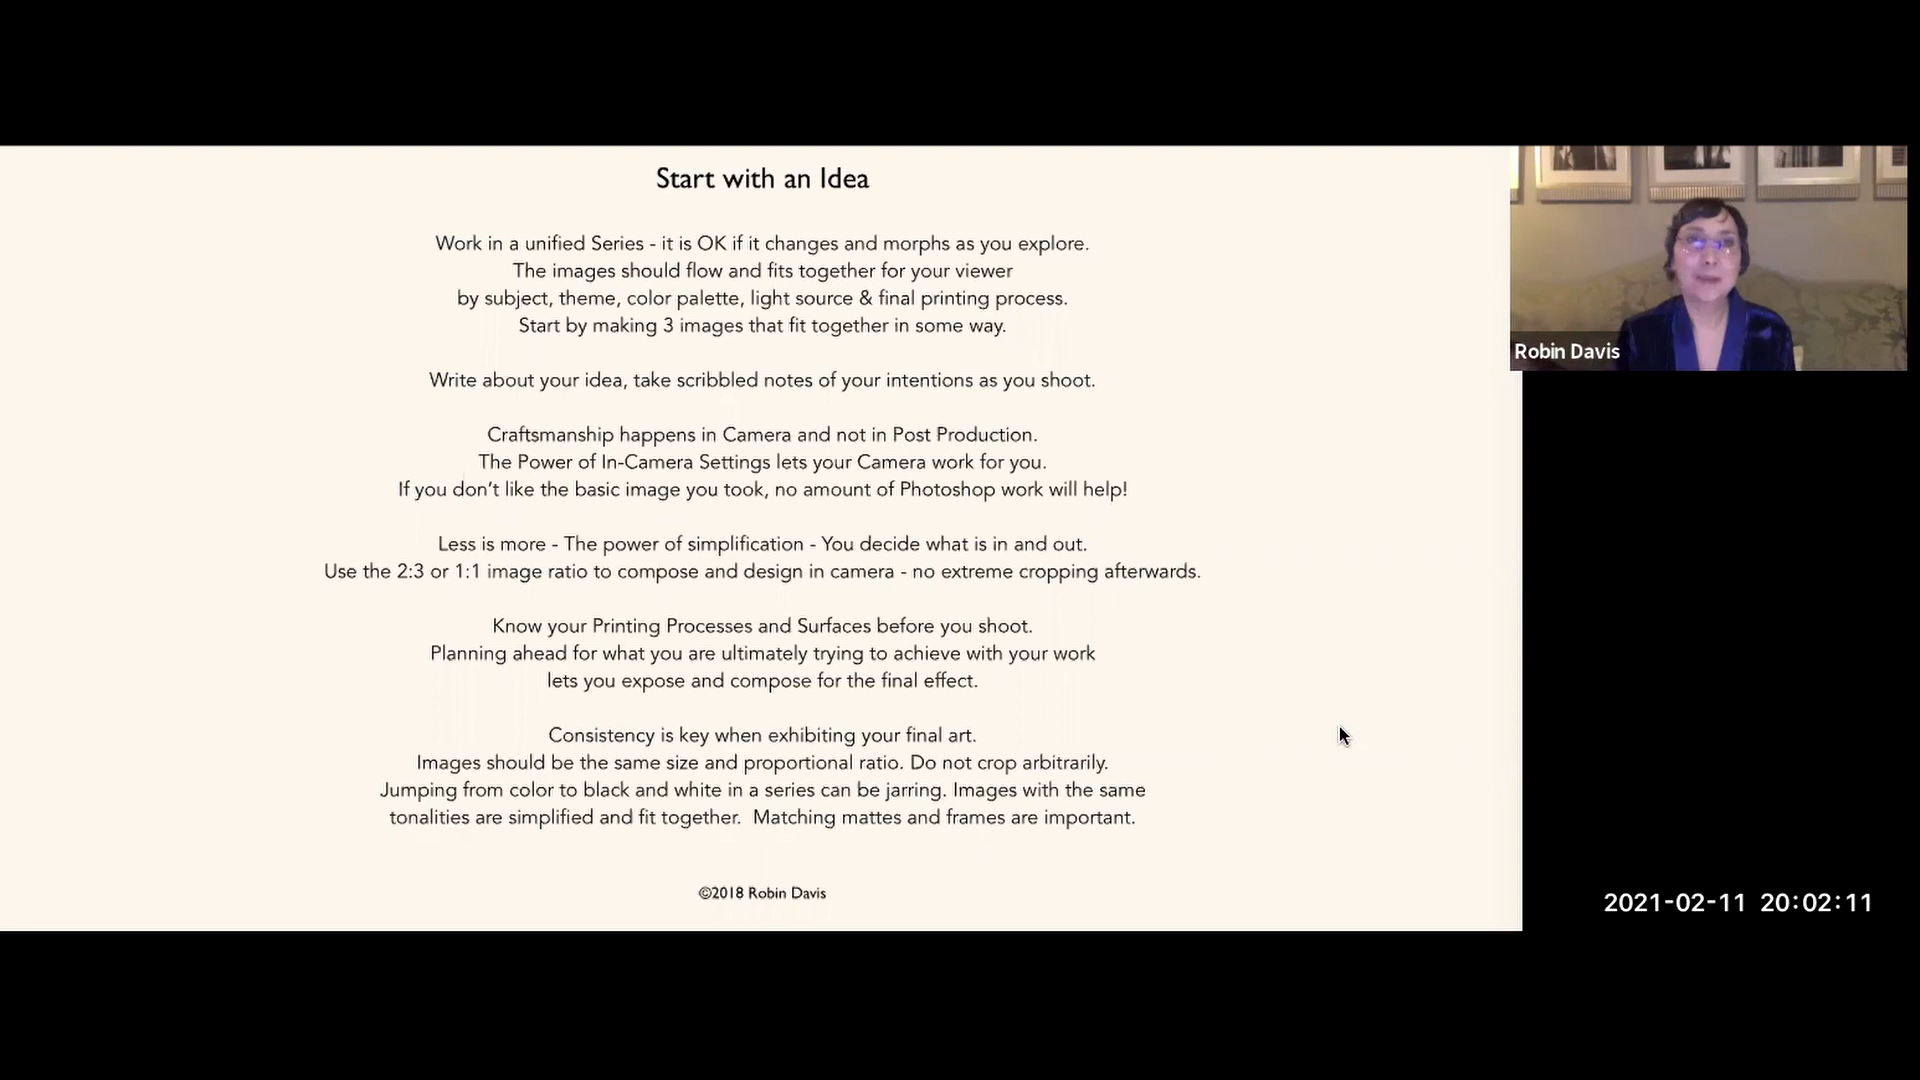 Start with an Idea
Work in a unified Series - it is OK if it changes and morphs as you explore.
The images should flow and fits together for your viewer
by subject, theme, color palette, light source & final printing process.
Start by making 3 images that fit together in some way.
Write about your idea, take scribbled notes of your intentions as you shoot.
Craftsmanship happens in Camera and not in Post Production.
The Power of In-Camera Settings lets your Camera work for you.
If you don’t like the basic image you took, no amount of Photoshop work will help!
Less is more - The power of simplification - You decide what is in and out.
Use the 2:3 or 1:1 image ratio to compose and design in camera - no extreme cropping afterwards.
Know your Printing Processes and Surfaces before you shoot.
Planning ahead for what you are ultimately trying to achieve with your work
lets you expose and compose for the final effect.
Consistency is key when exhibiting your final art.
Images should be the same size and proportional ratio. Do not crop arbitrarily.
Jumping from color to black and white in a series can be jarring. Images with the same
tonalities are simplified and fit together.  Matching mattes and frames are important.
©2018 Robin Davis
Robin Davis
2021-02-11 20:02:11